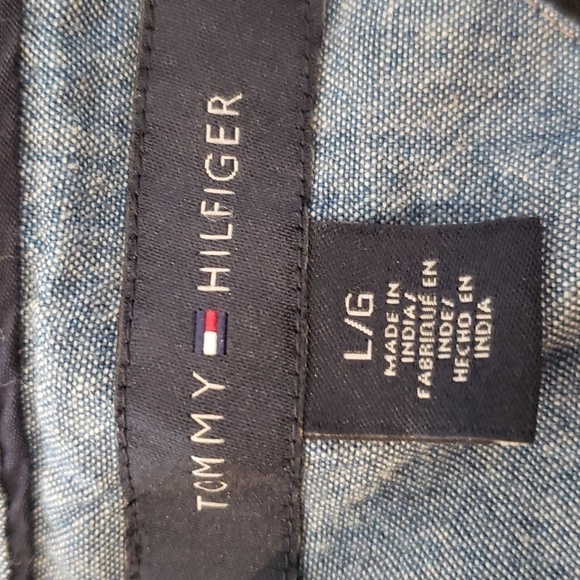 TOMMY HILFIGER
L/G
MADE IN
INDIA/
FABRIQUÉ EN
INDE/
HECHO EN
INDIA